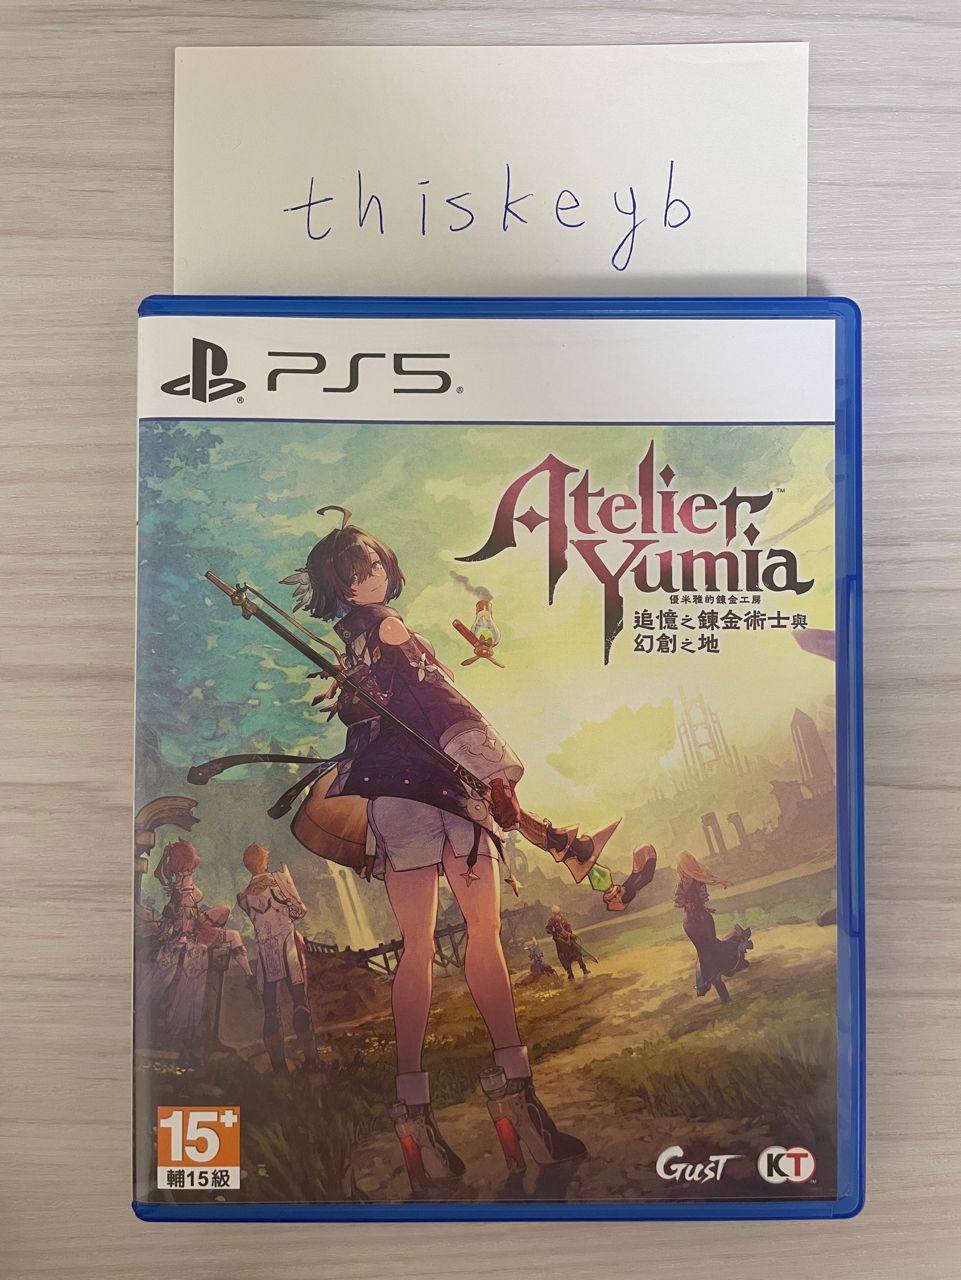 thiskeyb
PS5®
Atelier
Yumia™
優米雅的鍊金工房
追憶之鍊金術士與
幻創之地
15+
輔15級
GUST
KT